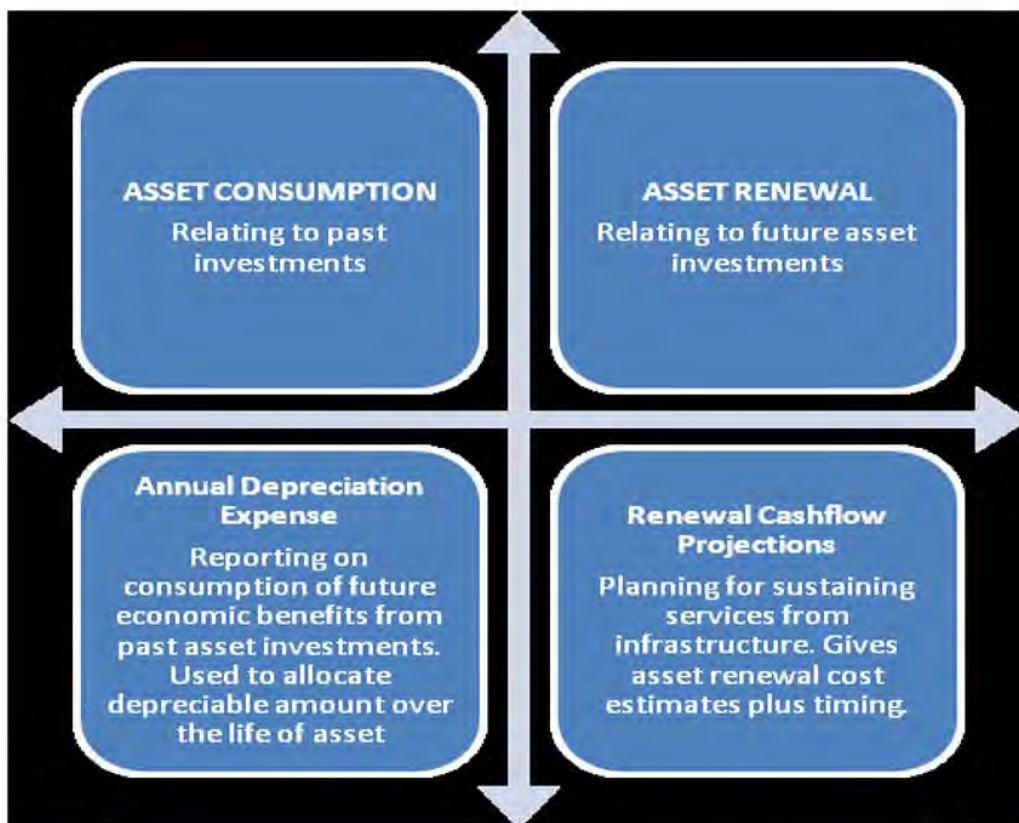 ASSET CONSUMPTION
Relating to past
investments
ASSET RENEWAL
Relating to future asset
investments
Annual Depreciation
Expense
Reporting on
consumption of future
economic benefits from
past asset investments.
Used to allocate
depreciable amount over
the life of asset
Renewal Cashflow
Projections
Planning for sustaining
services from
infrastructure. Gives
asset renewal cost
estimates plus timing.